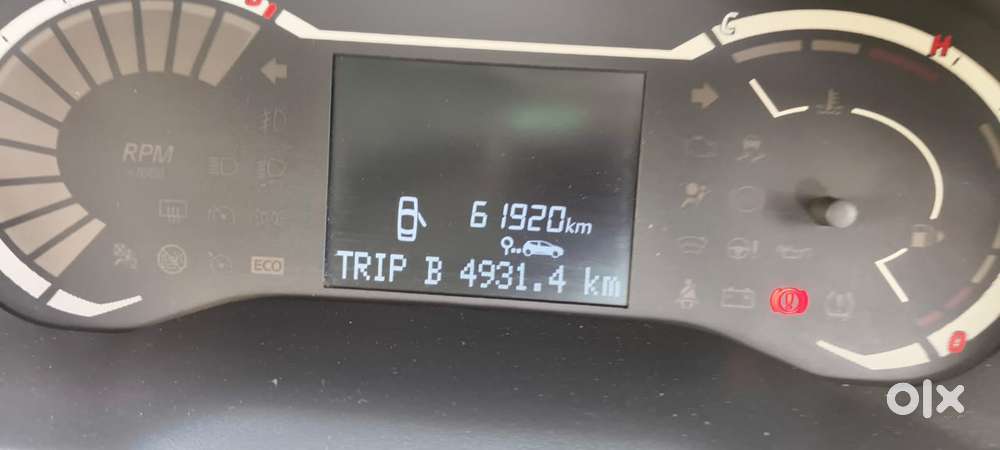 C
H
RPM
61920km
TRIP B 4931.4 km
ECO
olx